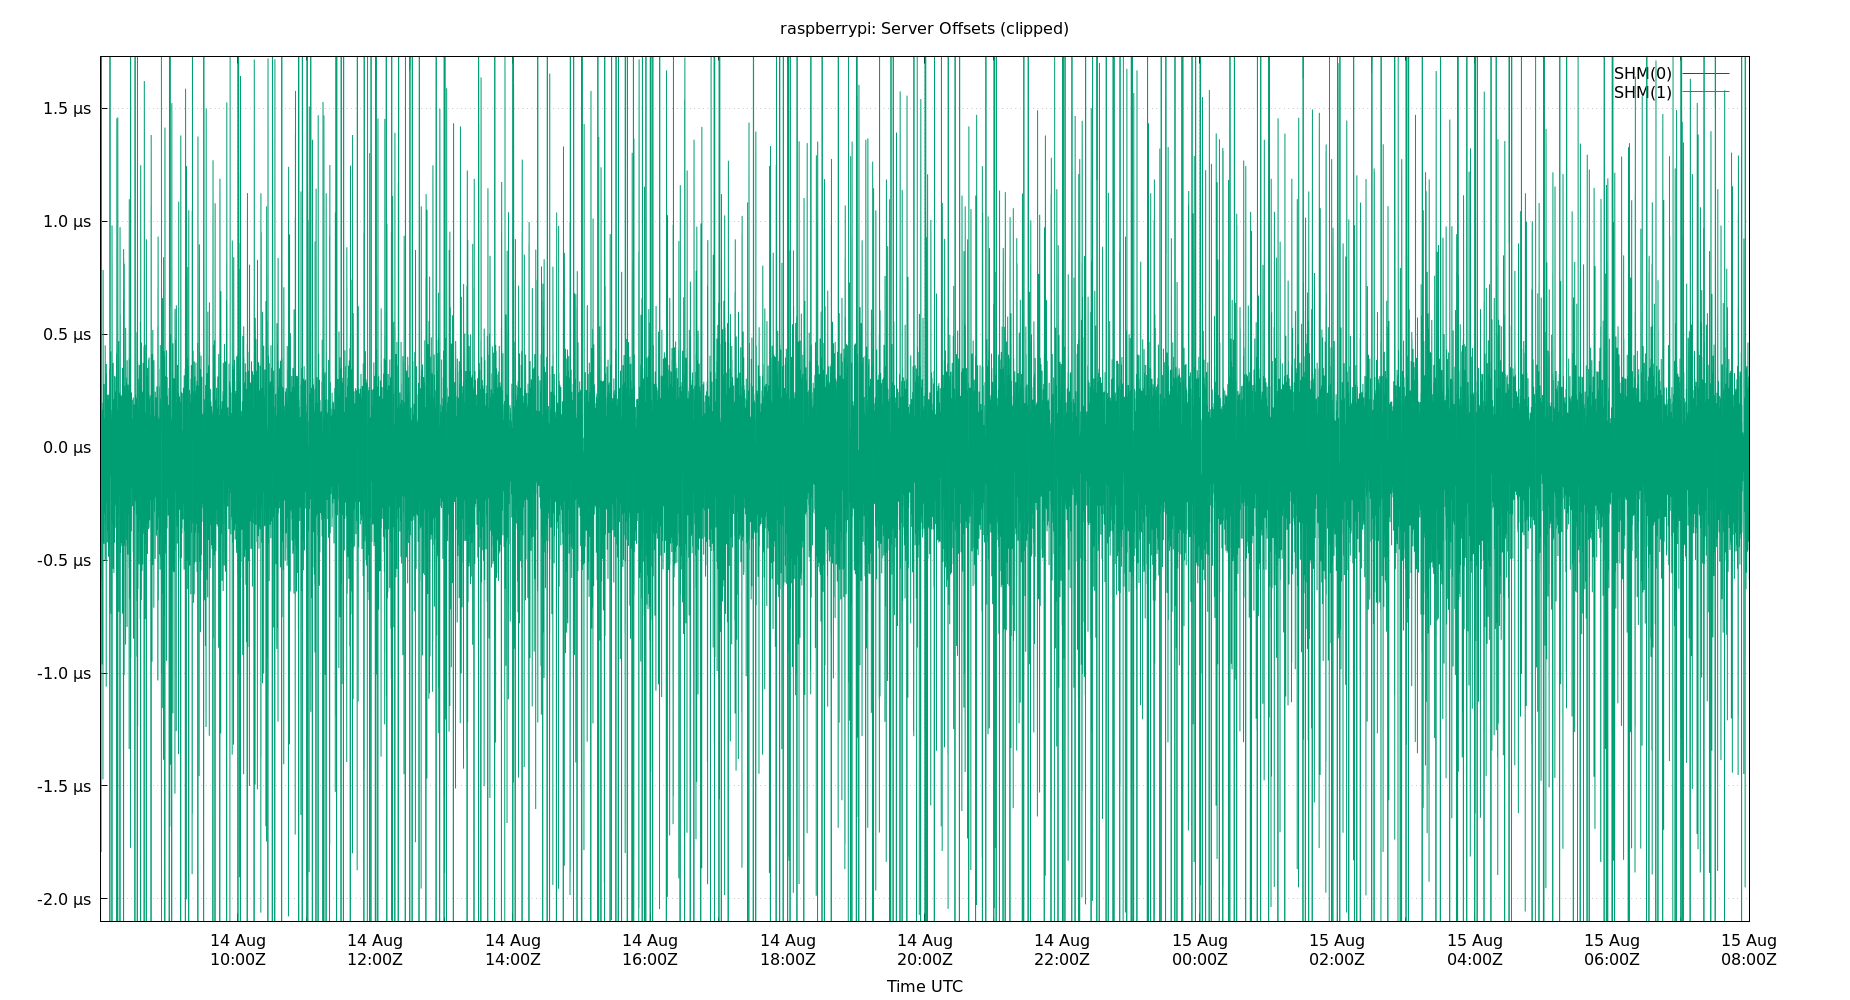 raspberrypi: Server Offsets (clipped)
SHM(0)
SHM(1)
1.5 µs
1.0 µs
0.5 µs
0.0 µs
-0.5 µs
-1.0 µs
-1.5 µs
-2.0 µs
14 Aug 14 Aug 14 Aug 14 Aug 14 Aug 14 Aug 14 Aug 15 Aug 15 Aug 15 Aug 15 Aug 15 Aug
10:00Z 12:00Z 14:00Z 16:00Z 18:00Z 20:00Z 22:00Z 00:00Z 02:00Z 04:00Z 06:00Z 08:00Z
Time UTC